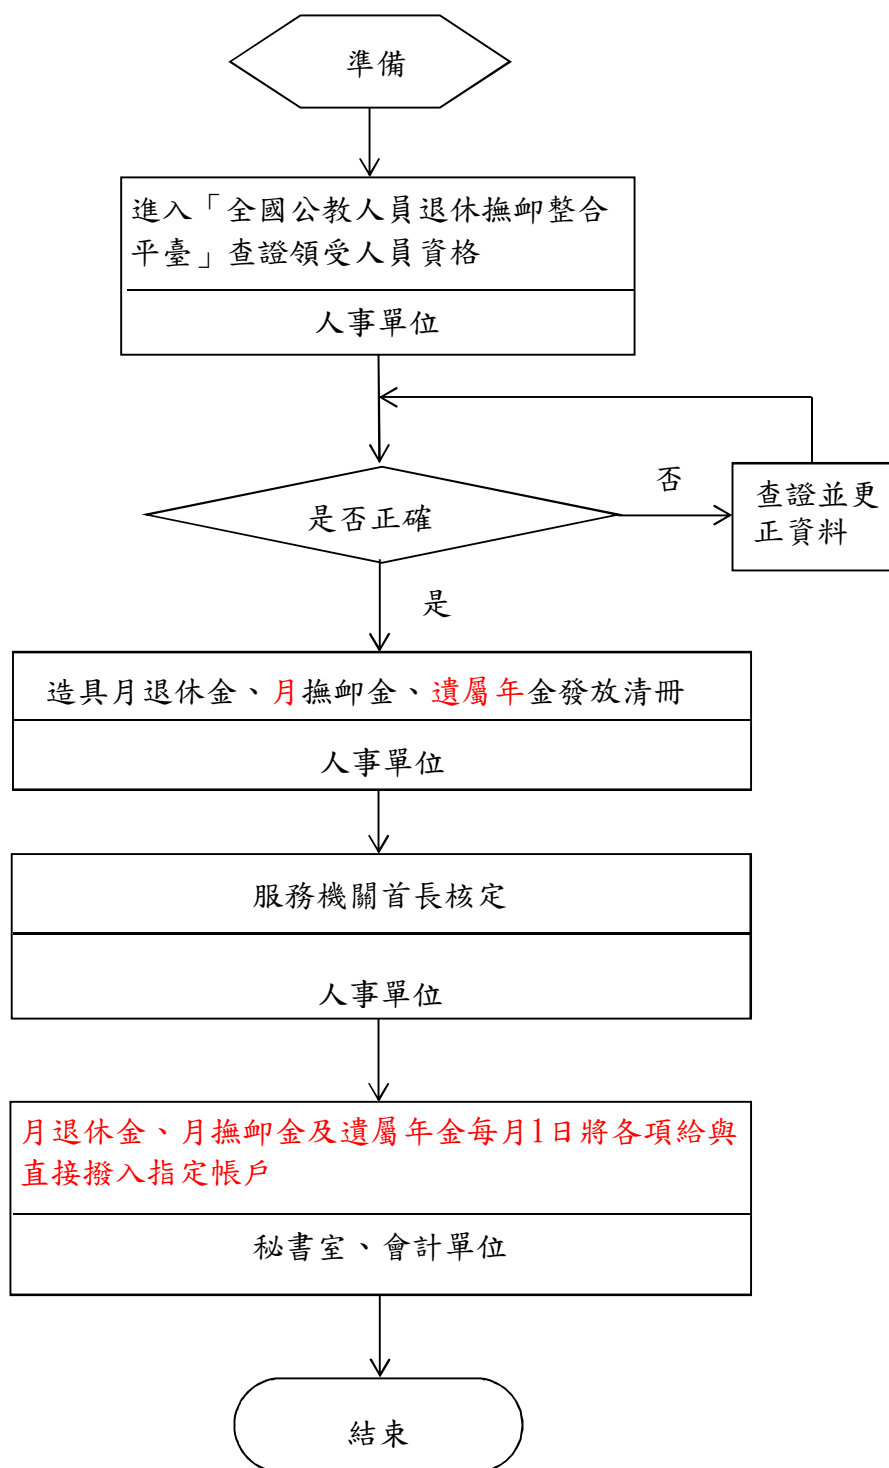 準備
進入「全國公教人員退休撫卹整合
平臺」查證領受人員資格
人事單位
是否正確
否
查證並更
正資料
是
造具月退休金、月撫卹金、遺屬年金發放清冊
人事單位
服務機關首長核定
人事單位
月退休金、月撫卹金及遺屬年金每月1日將各項給與
直接撥入指定帳戶
秘書室、會計單位
結束